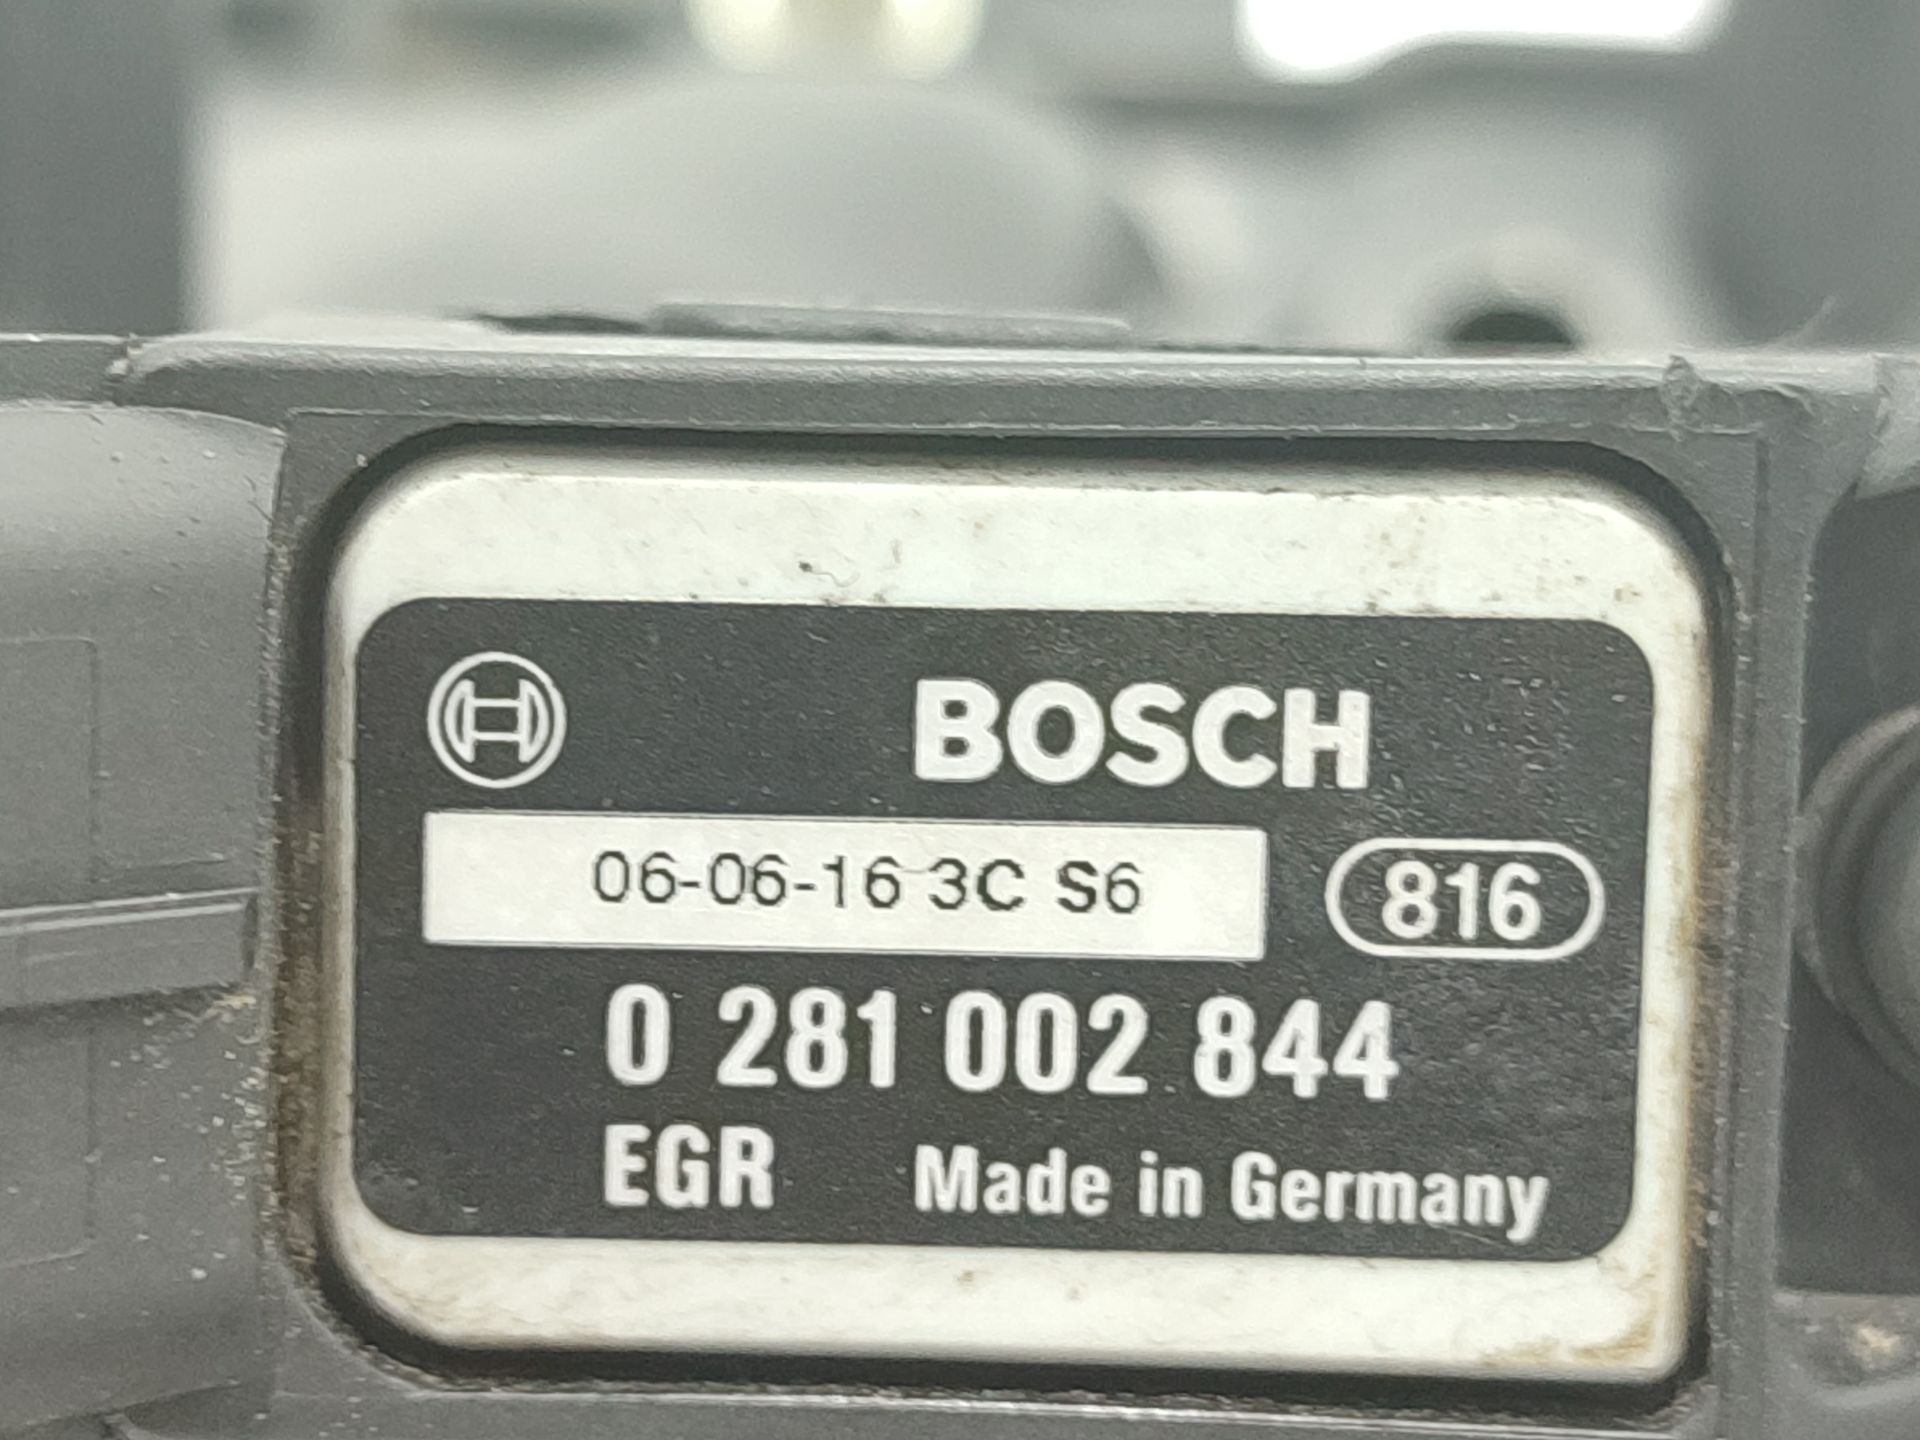 BOSCH
06-06-16 3C S6
816
0 281 002 844
EGR Made in Germany